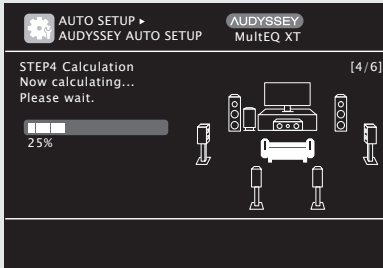 AUTO SETUP ▸
AUDYSSEY AUTO SETUP
AUDYSSEY
MultEQ XT
STEP4 Calculation
[4/6]
Now calculating...
Please wait.
25%